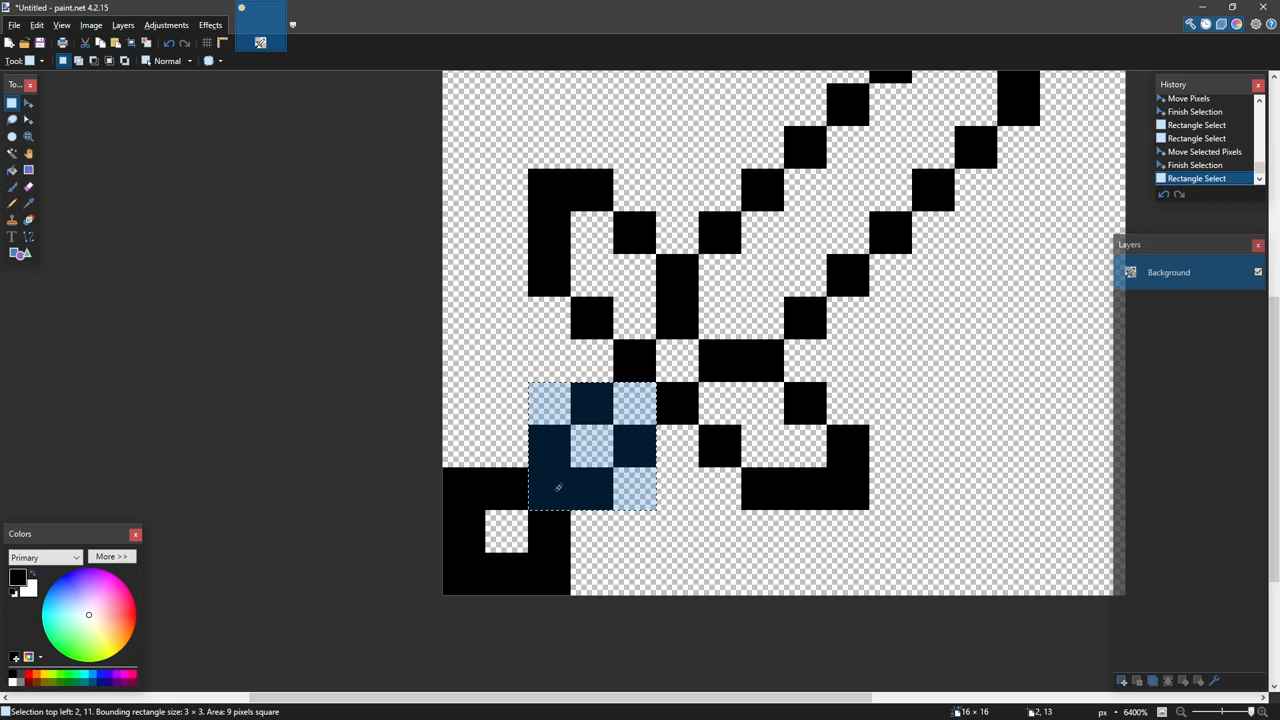 *Untitled - paint.net 4.2.15
File Edit View Image Layers Adjustments Effects
Tool: Normal
To...
History
Move Pixels
Finish Selection
Rectangle Select
Rectangle Select
Move Selected Pixels
Finish Selection
Rectangle Select
Layers
Background
Colors
Primary More >>
Selection top left: 2, 11. Bounding rectangle size: 3 × 3. Area: 9 pixels square 16 × 16 2, 13 px 6400%